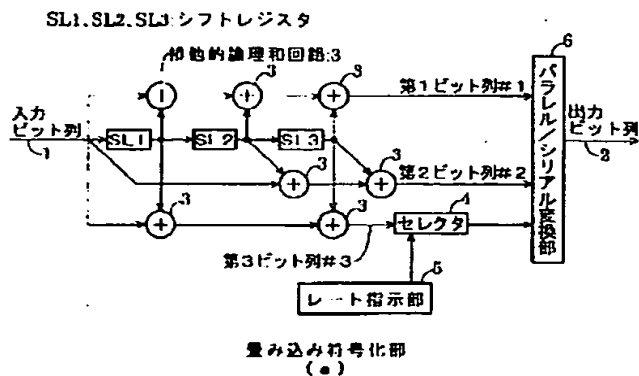 SL1、SL2、SL3:シフトレジスタ
排他的論理和回路:3
3
3
6
第1ビット列#1
入力
ビット列
1
SL1
SL2
SL3
パラレル/シリアル変換部
出力
ビット列
2
3
3
第2ビット列#2
3
3
4
セレクタ
第3ビット列#3
5
レート指示部
畳み込み符号化部
(a)